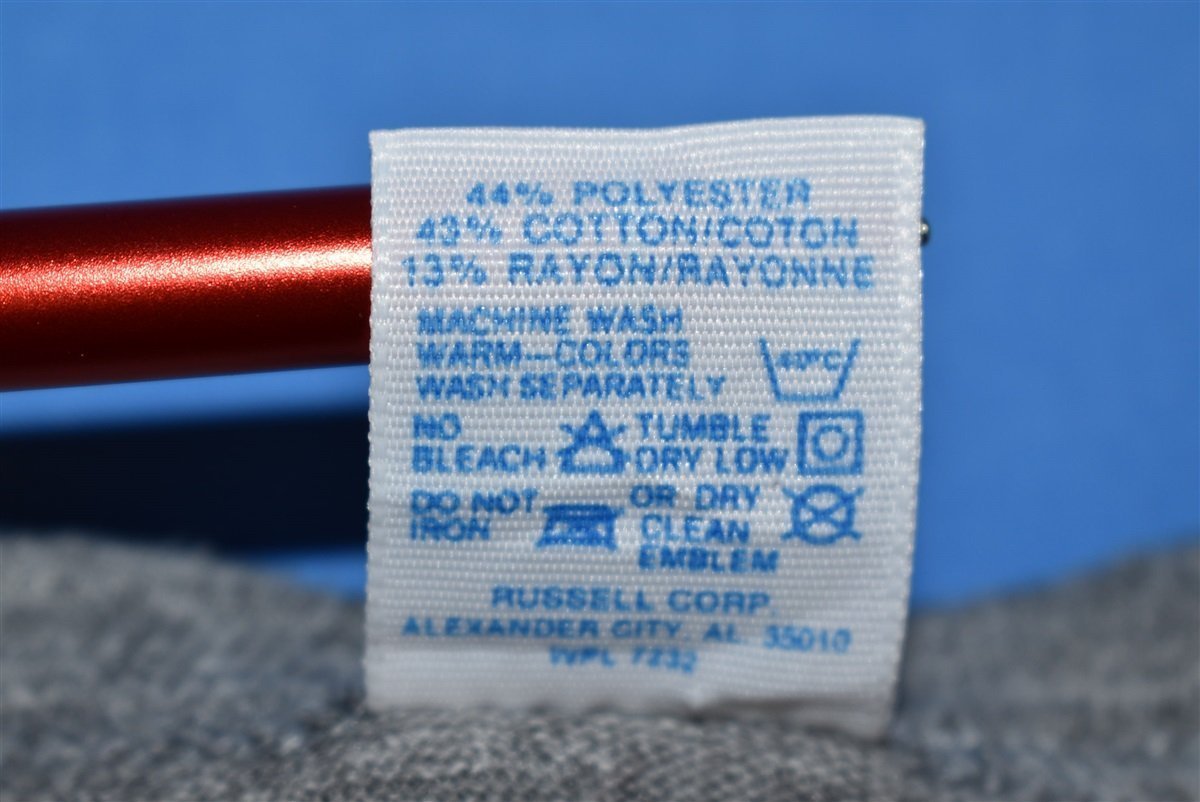 44% POLYESTER
43% COTTON/COTON
13% RAYON/RAYONNE
MACHINE WASH
WARM—COLORS
WASH SEPARATELY
40°C
NO
BLEACH
TUMBLE
DRY LOW
DO NOT
IRON
OR DRY
CLEAN
EMBLEM
RUSSELL CORP.
ALEXANDER CITY, AL. 35010
WPL 7232